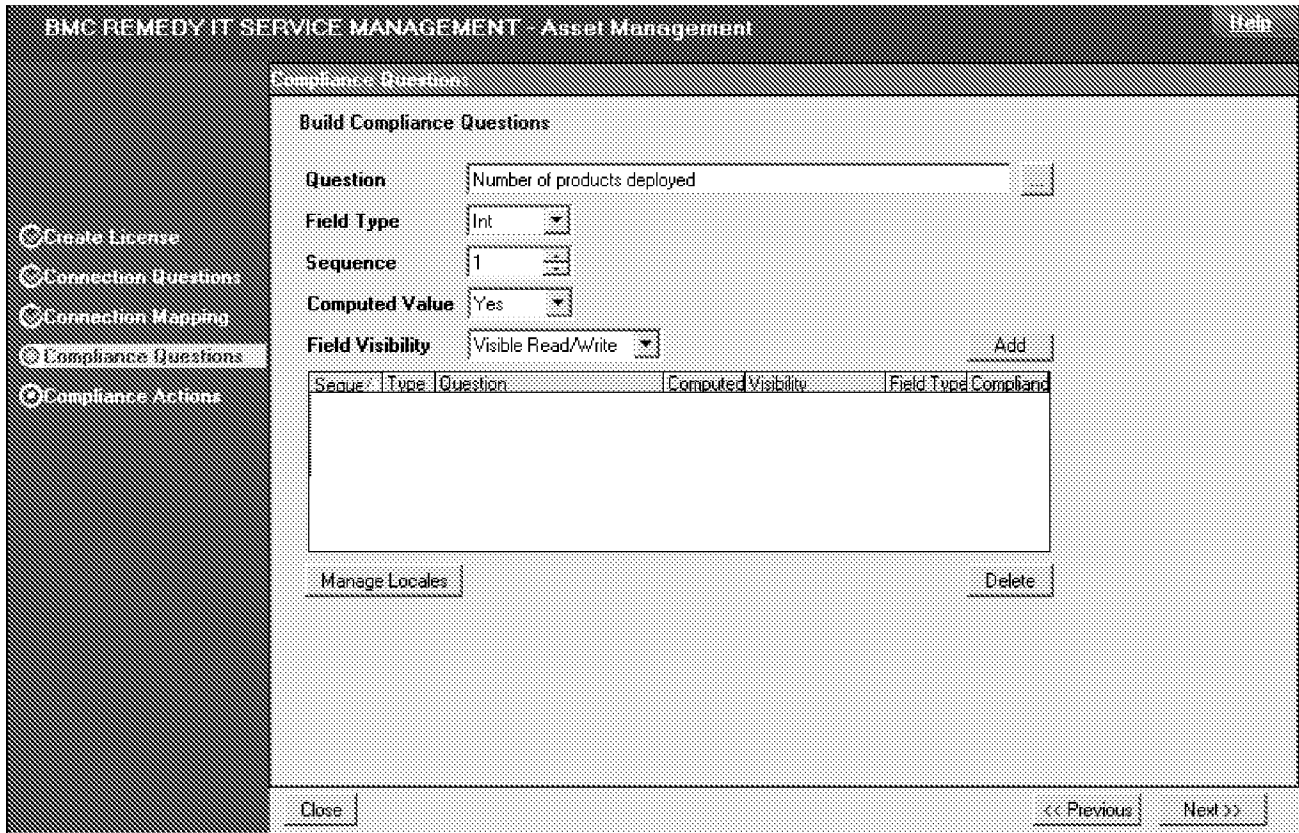 BMC REMEDY IT SERVICE MANAGEMENT - Asset Management
Help
Compliance Questions
Build Compliance Questions
Question Number of products deployed ...
Field Type Int
Sequence 1
Computed Value Yes
Field Visibility Visible Read/Write Add
Create License
Connection Questions
Connection Mapping
Compliance Questions
Compliance Actions
Seque Type Question Computed Visibility Field Type Complianc
Manage Locales Delete
Close << Previous Next >>